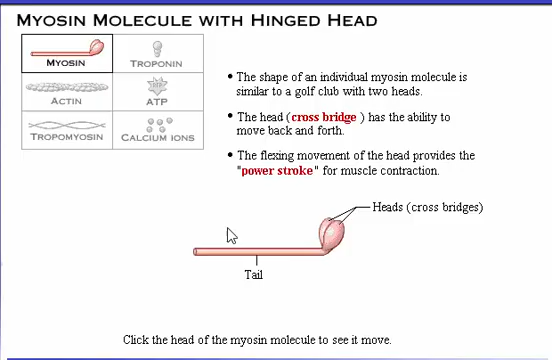 MYOSIN MOLECULE WITH HINGED HEAD
MYOSIN
TROPONIN
ACTIN
ATP
TROPOMYOSIN
CALCIUM IONS
• The shape of an individual myosin molecule is
similar to a golf club with two heads.
• The head (cross bridge ) has the ability to
move back and forth.
• The flexing movement of the head provides the
"power stroke" for muscle contraction.
Heads (cross bridges)
Tail
Click the head of the myosin molecule to see it move.